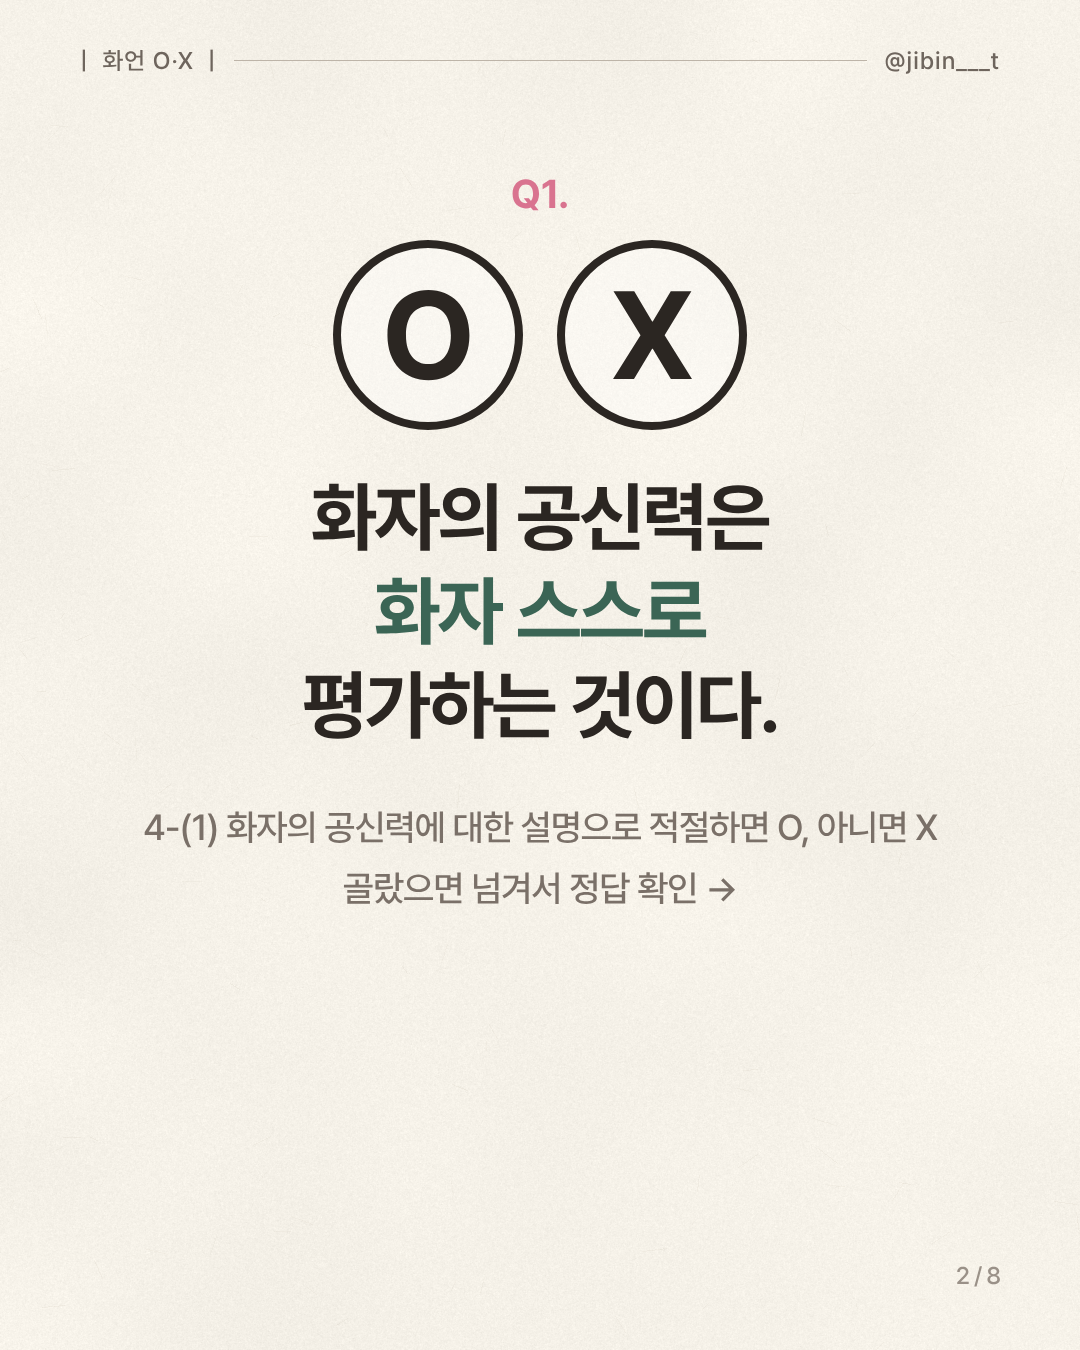 | 화언 O·X |
@jibin___t
Q1.
O X
화자의 공신력은
화자 스스로
평가하는 것이다.
4-(1) 화자의 공신력에 대한 설명으로 적절하면 O, 아니면 X
골랐으면 넘겨서 정답 확인 →
2/8